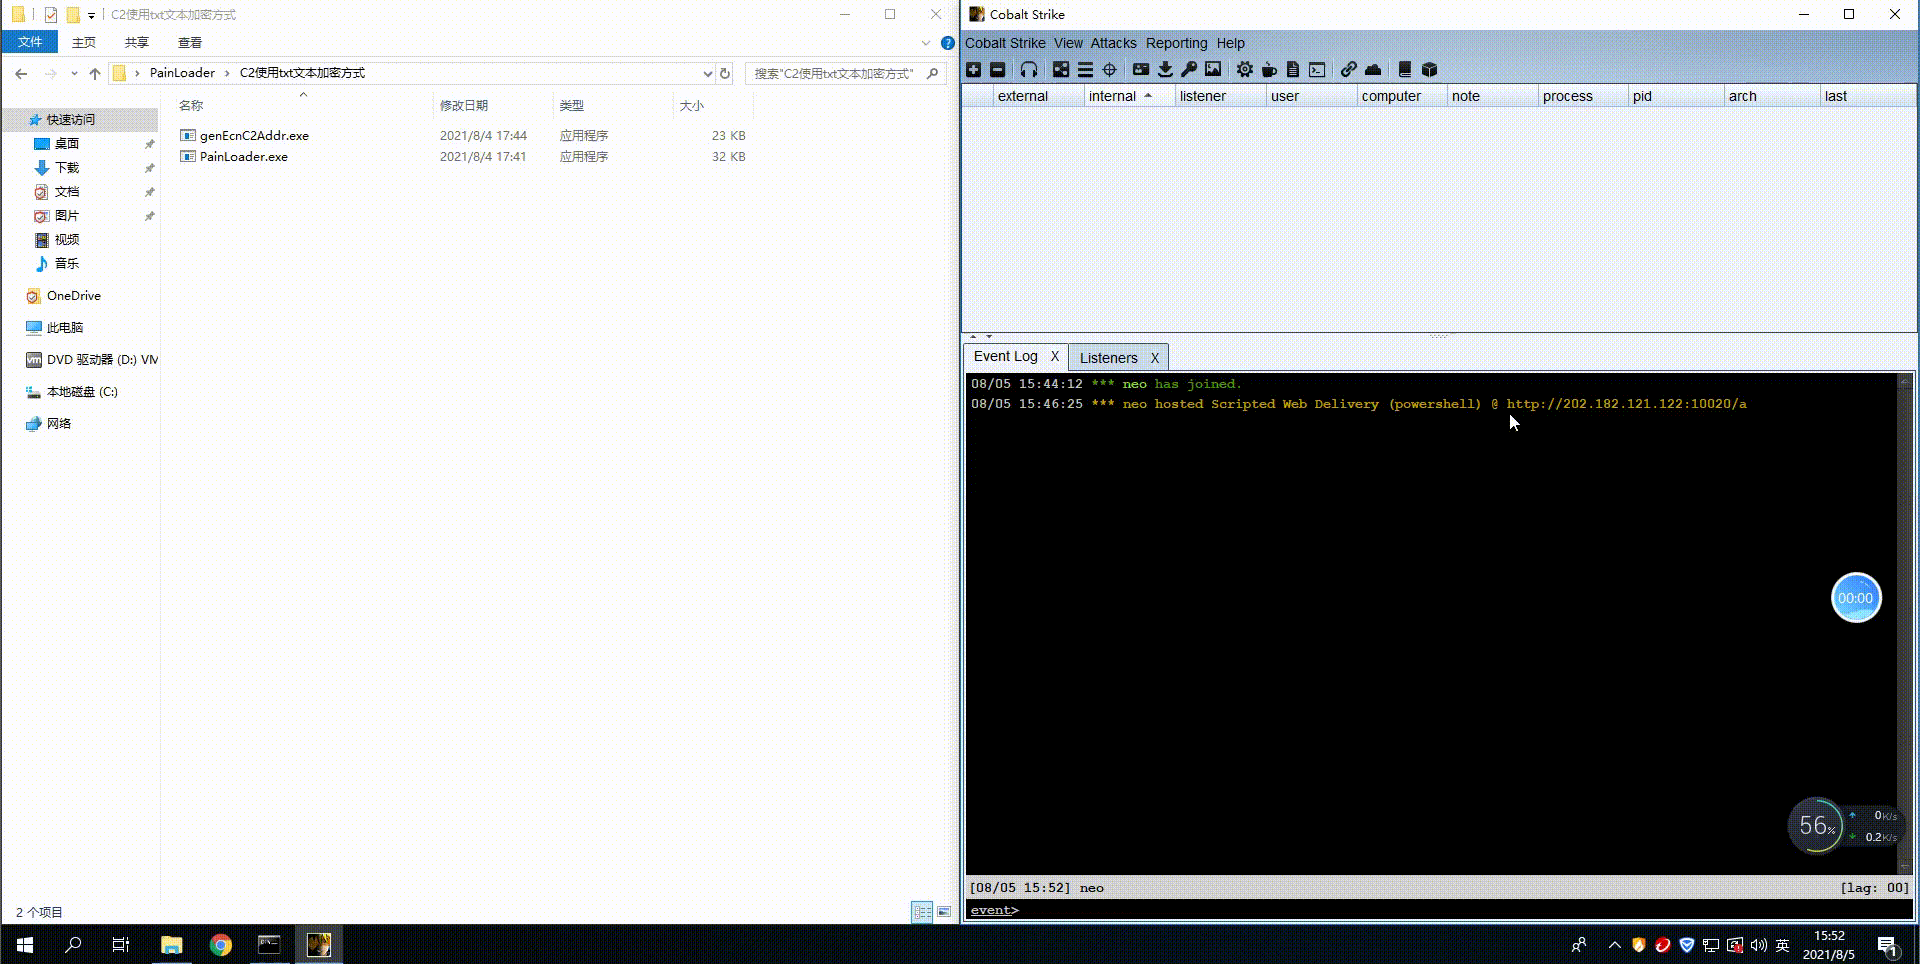 C2使用txt文本加密方式
文件 主页 共享 查看
PainLoader › C2使用txt文本加密方式
搜索"C2使用txt文本加密方式"
名称 修改日期 类型 大小
genEcnC2Addr.exe 2021/8/4 17:44 应用程序 23 KB
PainLoader.exe 2021/8/4 17:41 应用程序 32 KB
快速访问
桌面
下载
文档
图片
视频
音乐
OneDrive
此电脑
DVD 驱动器 (D:) VM
本地磁盘 (C:)
网络
2 个项目
Cobalt Strike
Cobalt Strike View Attacks Reporting Help
external internal listener user computer note process pid arch last
Event Log X Listeners X
08/05 15:44:12 *** neo has joined.
08/05 15:46:25 *** neo hosted Scripted Web Delivery (powershell) @ http://202.182.121.122:10020/a
00:00
56%
0K/s
0.2K/s
[08/05 15:52] neo [lag: 00]
event>
英
15:52
2021/8/5
1